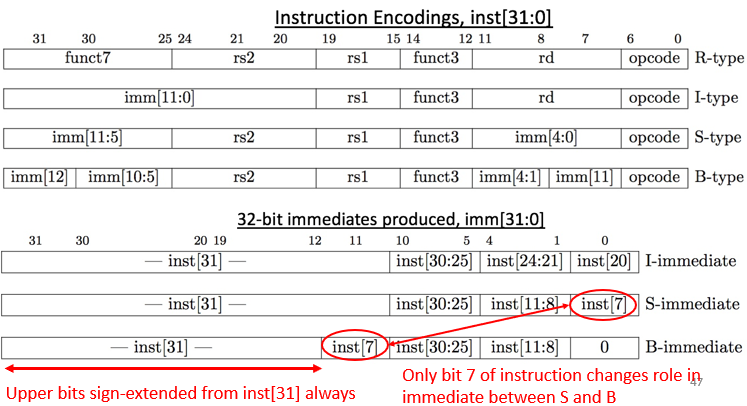 Instruction Encodings, inst[31:0]
31 30 25 24 21 20 19 15 14 12 11 8 7 6 0
funct7 rs2 rs1 funct3 rd opcode R-type
imm[11:0] rs1 funct3 rd opcode I-type
imm[11:5] rs2 rs1 funct3 imm[4:0] opcode S-type
imm[12] imm[10:5] rs2 rs1 funct3 imm[4:1] imm[11] opcode B-type
32-bit immediates produced, imm[31:0]
31 30 20 19 12 11 10 5 4 1 0
— inst[31] — inst[30:25] inst[24:21] inst[20] I-immediate
— inst[31] — inst[30:25] inst[11:8] inst[7] S-immediate
— inst[31] — inst[7] inst[30:25] inst[11:8] 0 B-immediate
Upper bits sign-extended from inst[31] always
Only bit 7 of instruction changes role in
immediate between S and B
47